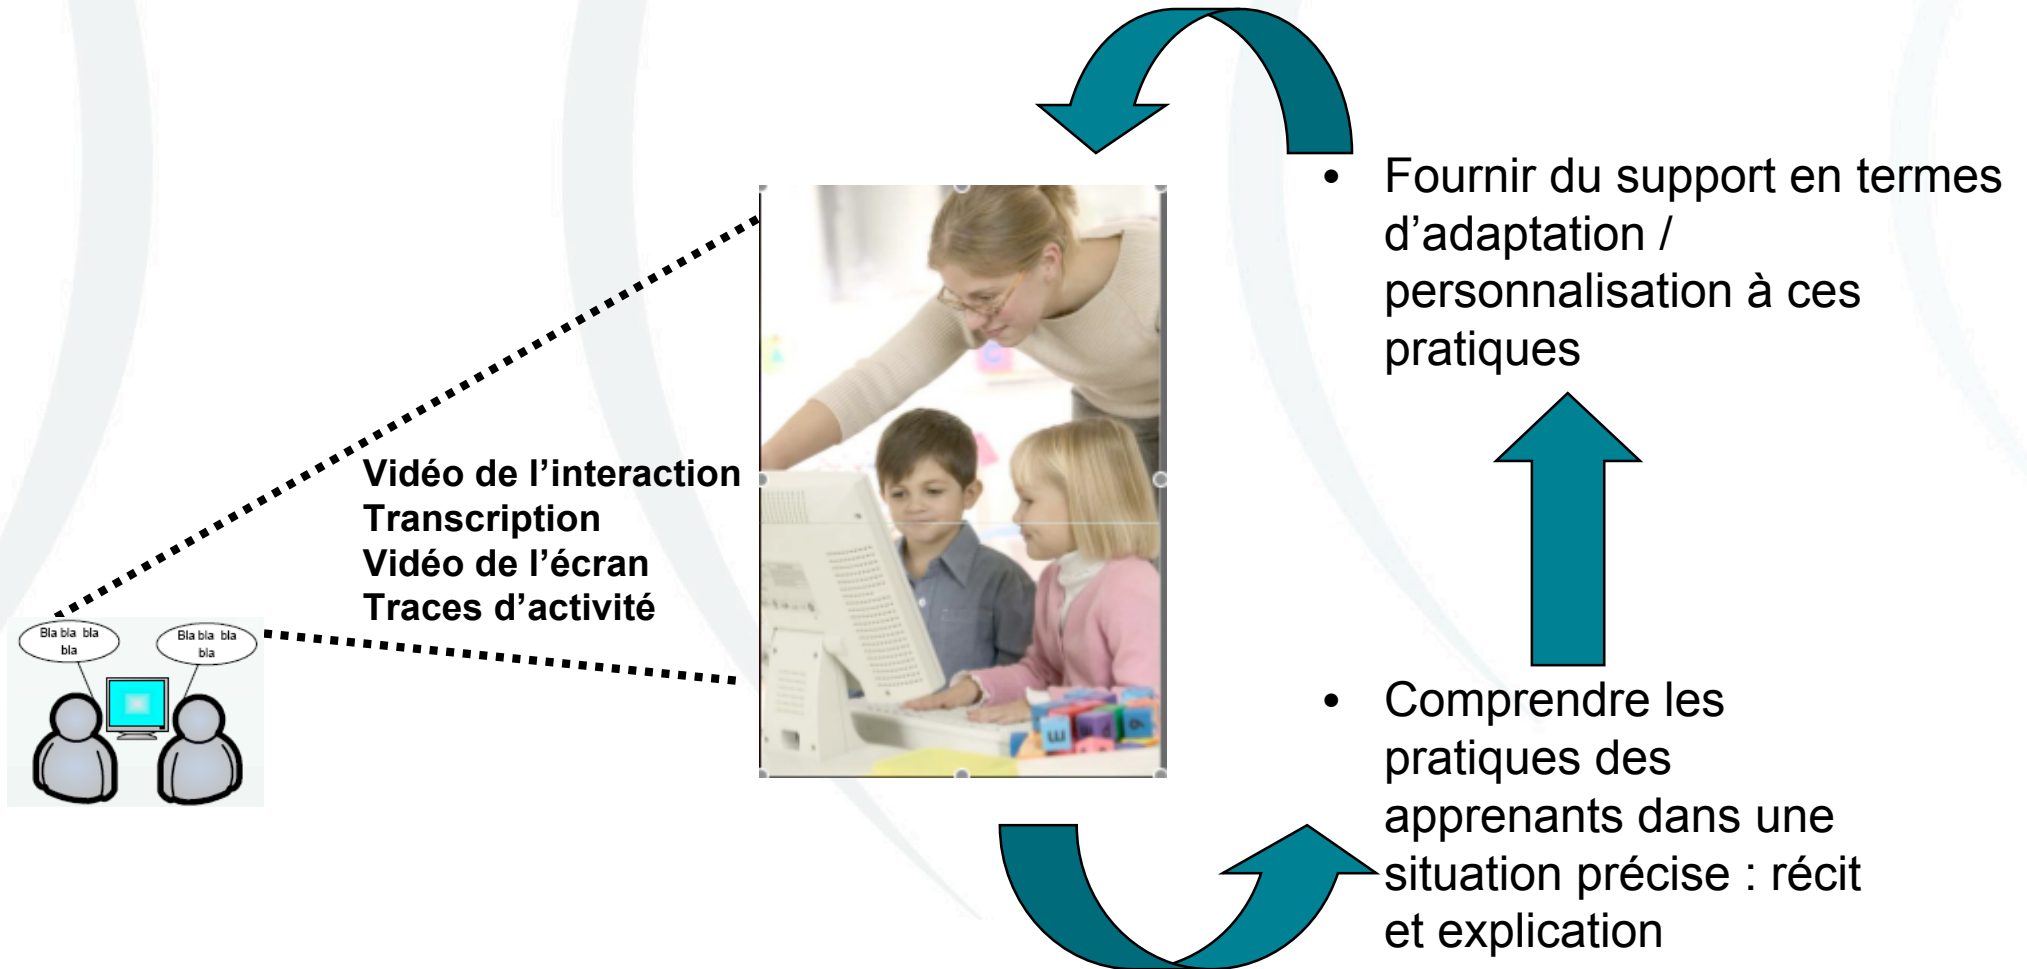 • Fournir du support en termes
d’adaptation /
personnalisation à ces
pratiques
Vidéo de l’interaction
Transcription
Vidéo de l’écran
Traces d’activité
Bla bla bla
bla
Bla bla bla
bla
• Comprendre les
pratiques des
apprenants dans une
situation précise : récit
et explication